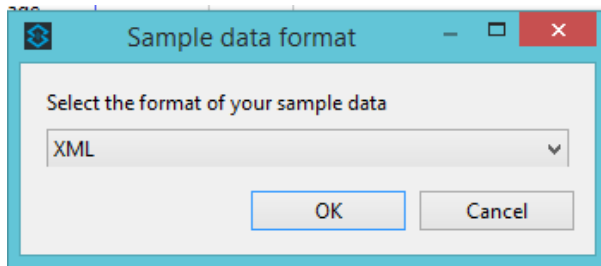 Sample data format
Select the format of your sample data
XML
OK
Cancel